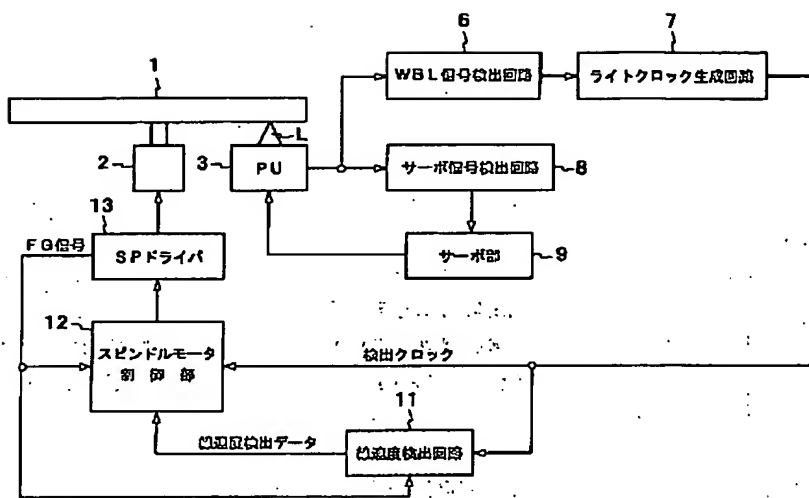 6
7
1
WBL信号検出回路
ライトクロック生成回路
L
2
3
PU
サーボ信号検出回路
8
13
FG信号
SPドライバ
サーボ部
9
12
スピンドルモータ
制御部
検出クロック
11
線速度検出データ
線速度検出回路